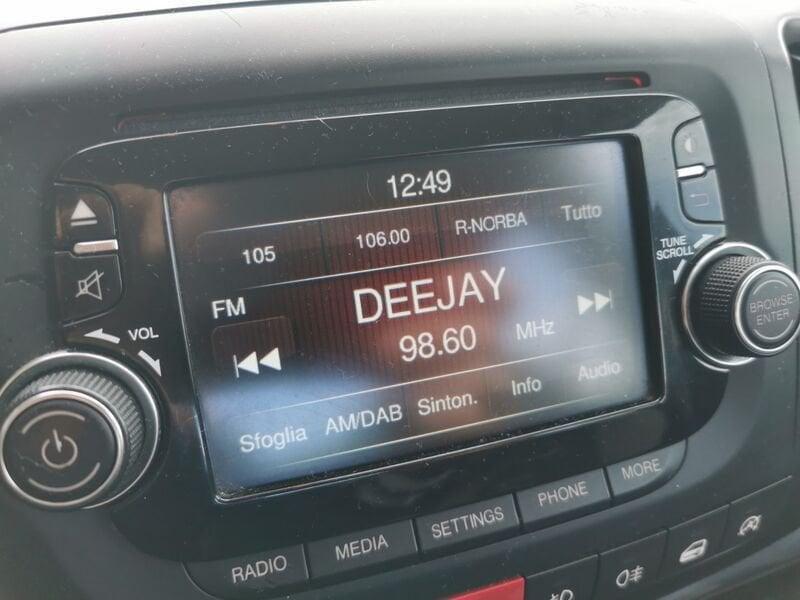 12:49
105 106.00 R-NORBA Tutto
FM DEEJAY
98.60 MHz
Sfoglia AM/DAB Sinton. Info Audio
VOL
TUNE
SCROLL
BROWSE
ENTER
RADIO MEDIA SETTINGS PHONE MORE